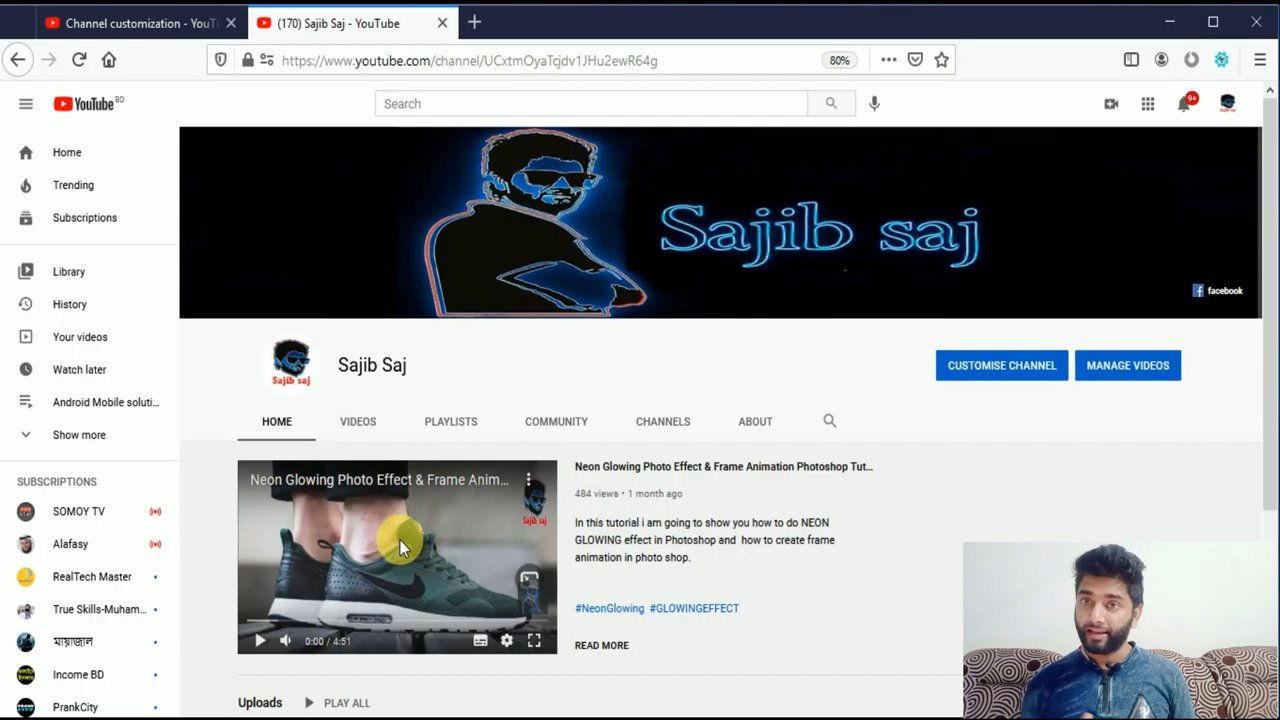 Channel customization - YouT
(170) Sajib Saj - YouTube
https://www.youtube.com/channel/UCxtmOyaTcjdv1JHu2ewR64g
80%
YouTube BD
Search
9+
Home
Trending
Subscriptions
Library
History
Your videos
Watch later
Android Mobile soluti...
Show more
SUBSCRIPTIONS
SOMOY TV
Alafasy
RealTech Master
True Skills-Muham...
মায়াজাল
Income BD
PrankCity
Sajib saj
facebook
Sajib saj
Sajib Saj
CUSTOMISE CHANNEL
MANAGE VIDEOS
HOME
VIDEOS
PLAYLISTS
COMMUNITY
CHANNELS
ABOUT
Neon Glowing Photo Effect & Frame Anim...
Sajib saj
0:00 / 4:51
Neon Glowing Photo Effect & Frame Animation Photoshop Tut...
484 views • 1 month ago
In this tutorial i am going to show you how to do NEON
GLOWING effect in Photoshop and how to create frame
animation in photo shop.
#NeonGlowing #GLOWINGEFFECT
READ MORE
Uploads
PLAY ALL